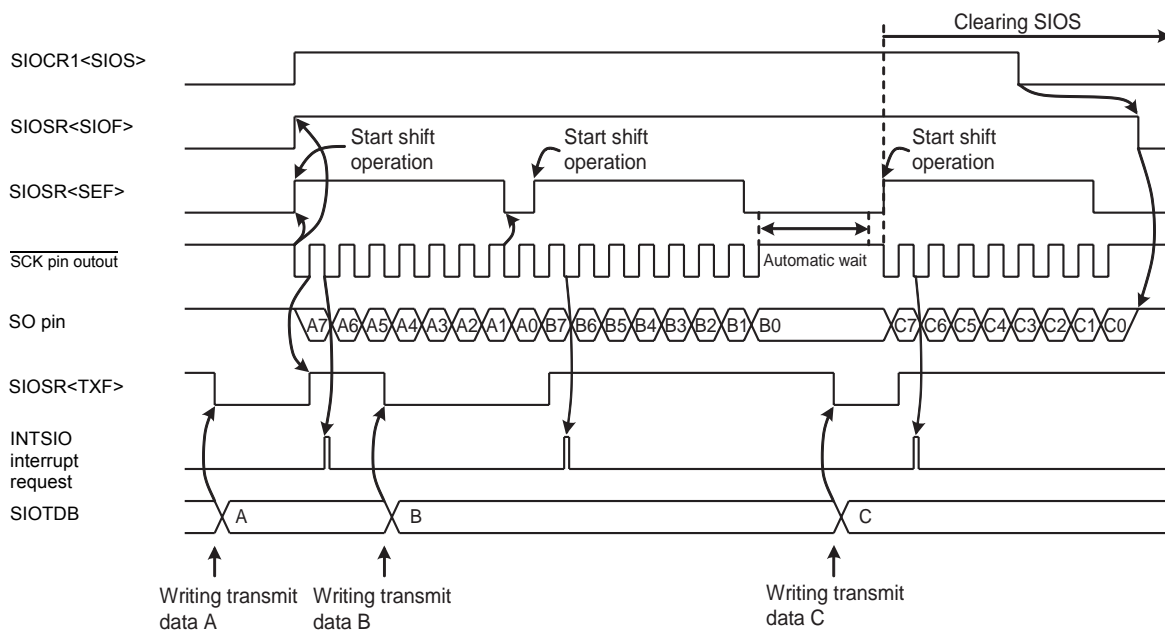 Clearing SIOS
SIOCR1<SIOS>
SIOSR<SIOF>
Start shift
operation
Start shift
operation
Start shift
operation
SIOSR<SEF>
SCK pin outout
Automatic wait
SO pin
A7 A6 A5 A4 A3 A2 A1 A0 B7 B6 B5 B4 B3 B2 B1 B0 C7 C6 C5 C4 C3 C2 C1 C0
SIOSR<TXF>
INTSIO
interrupt
request
SIOTDB
A B C
Writing transmit
data A
Writing transmit
data B
Writing transmit
data C